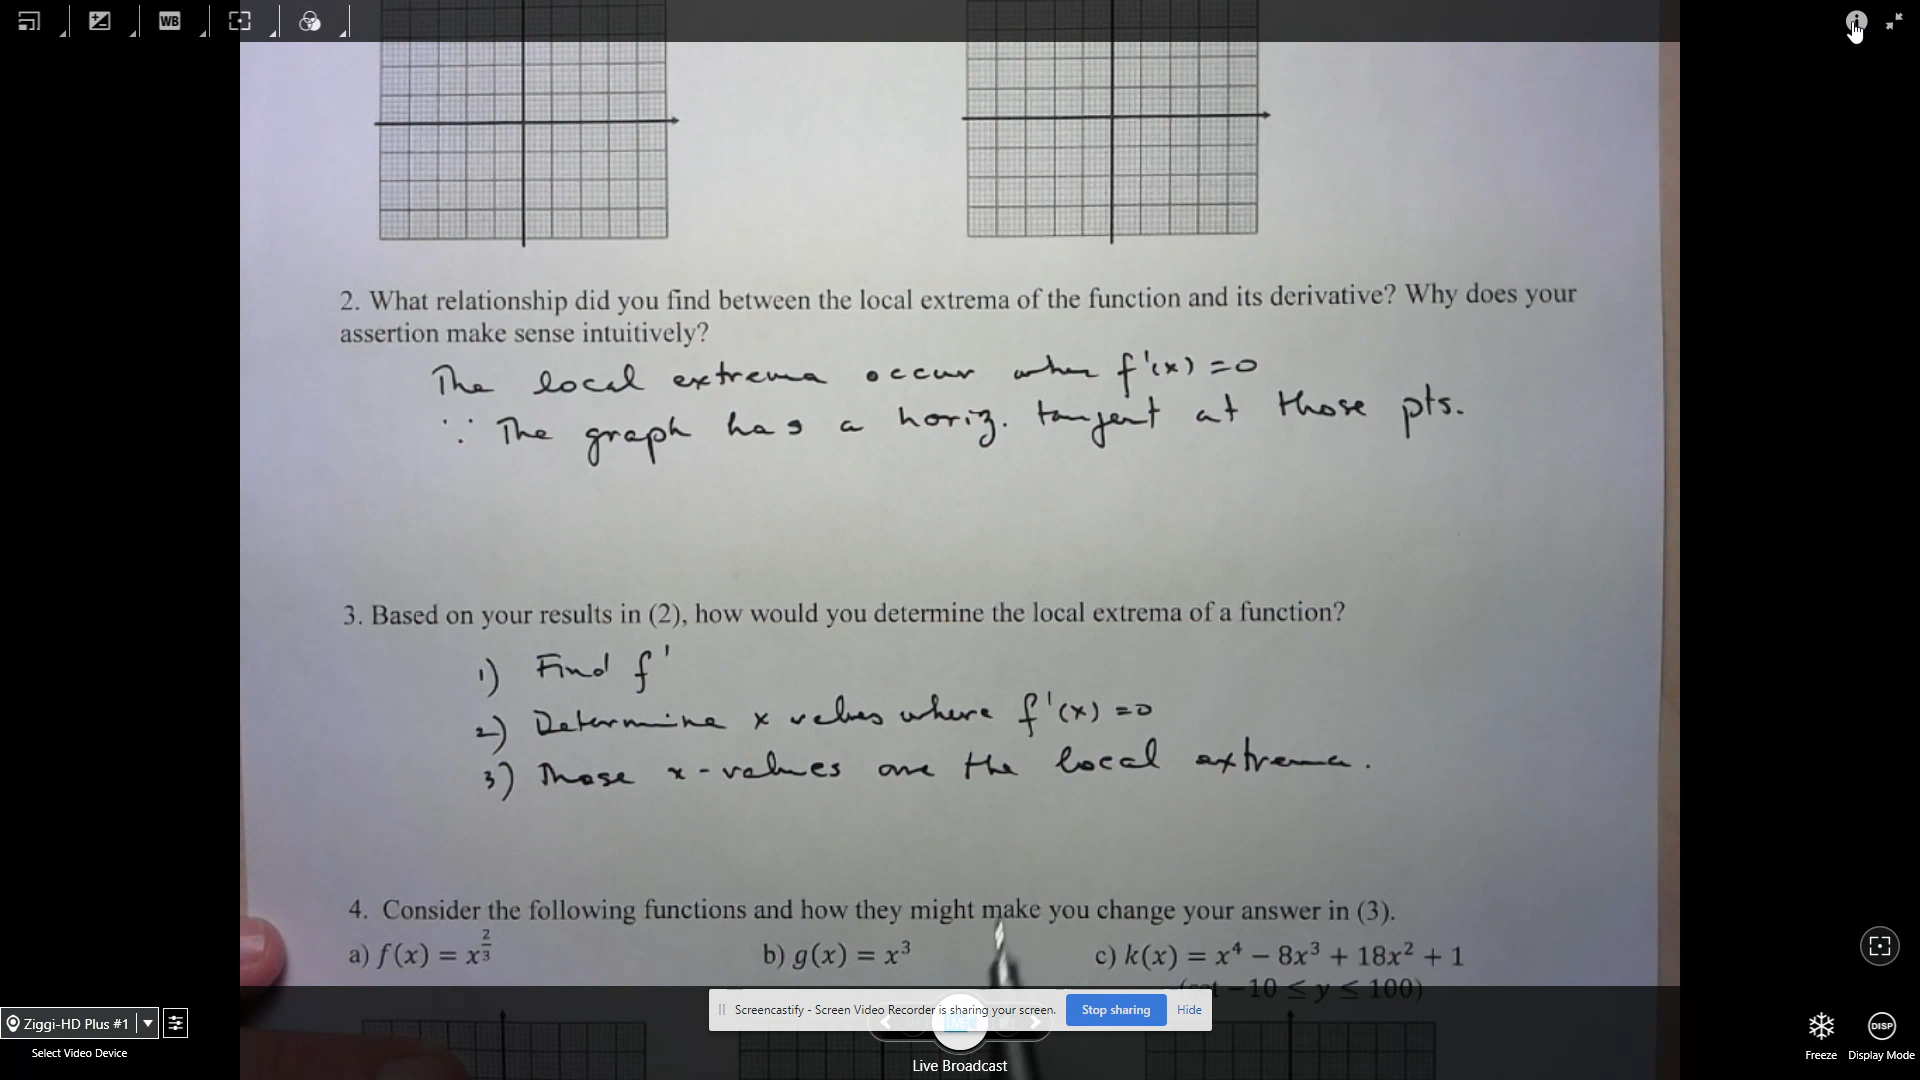 WB
2. What relationship did you find between the local extrema of the function and its derivative? Why does your
assertion make sense intuitively?
The local extrema occur when f'(x) = 0
∵ The graph has a horiz. tangent at those pts.
3. Based on your results in (2), how would you determine the local extrema of a function?
1) Find f'
2) Determine x values where f'(x) = 0
3) Those x-values are the local extrema.
4. Consider the following functions and how they might make you change your answer in (3).
a) f(x) = x^(2/3) b) g(x) = x³ c) k(x) = x⁴ − 8x³ + 18x² + 1
−10 ≤ y ≤ 100)
Screencastify - Screen Video Recorder is sharing your screen. Stop sharing Hide
Ziggi-HD Plus #1
Select Video Device
Live Broadcast
DISP
Freeze Display Mode